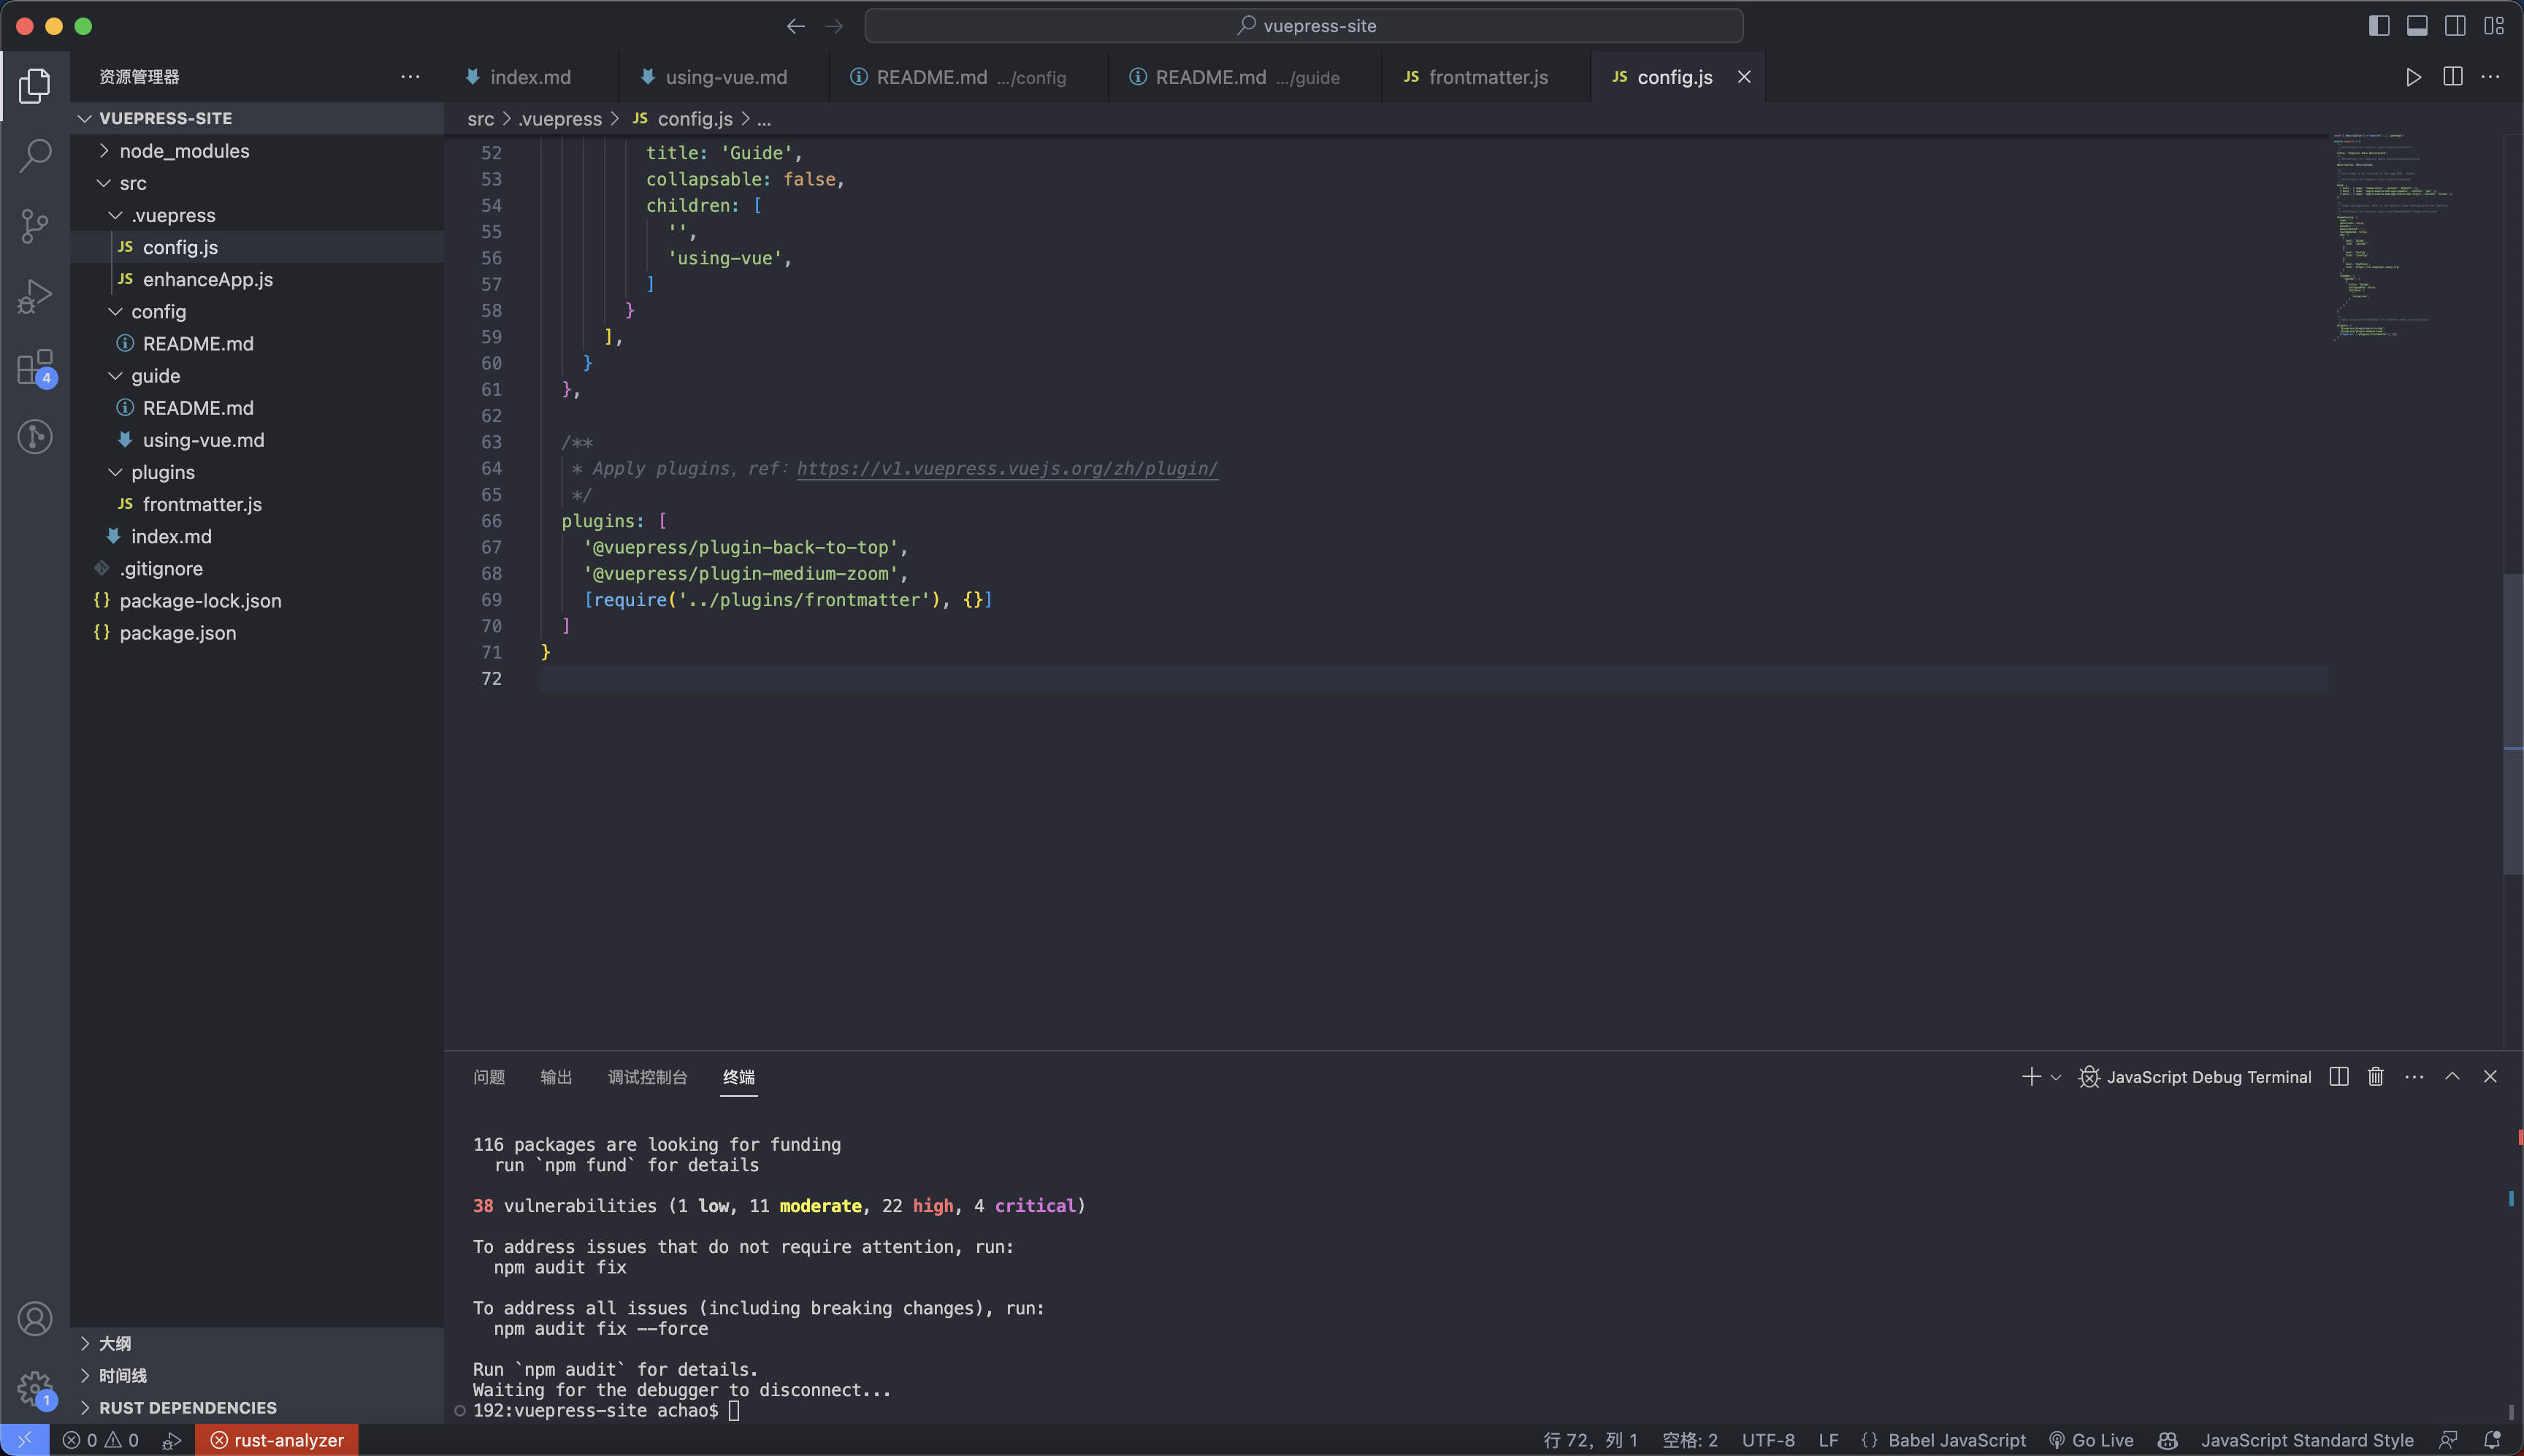 vuepress-site
资源管理器
index.md
using-vue.md
README.md .../config
README.md .../guide
JS frontmatter.js
JS config.js
VUEPRESS-SITE
node_modules
src
.vuepress
JS config.js
JS enhanceApp.js
config
README.md
guide
README.md
using-vue.md
plugins
JS frontmatter.js
index.md
.gitignore
{} package-lock.json
{} package.json
4
大纲
时间线
RUST DEPENDENCIES
1
src > .vuepress > JS config.js > ...
52 title: 'Guide',
53 collapsable: false,
54 children: [
55 '',
56 'using-vue',
57 ]
58 }
59 ],
60 }
61 },
62
63 /**
64 * Apply plugins，ref：https://v1.vuepress.vuejs.org/zh/plugin/
65 */
66 plugins: [
67 '@vuepress/plugin-back-to-top',
68 '@vuepress/plugin-medium-zoom',
69 [require('../plugins/frontmatter'), {}]
70 ]
71 }
72
问题
输出
调试控制台
终端
JavaScript Debug Terminal
116 packages are looking for funding
run `npm fund` for details
38 vulnerabilities (1 low, 11 moderate, 22 high, 4 critical)
To address issues that do not require attention, run:
npm audit fix
To address all issues (including breaking changes), run:
npm audit fix --force
Run `npm audit` for details.
Waiting for the debugger to disconnect...
192:vuepress-site achao$
0 0
rust-analyzer
行 72，列 1
空格: 2
UTF-8
LF
{} Babel JavaScript
Go Live
JavaScript Standard Style